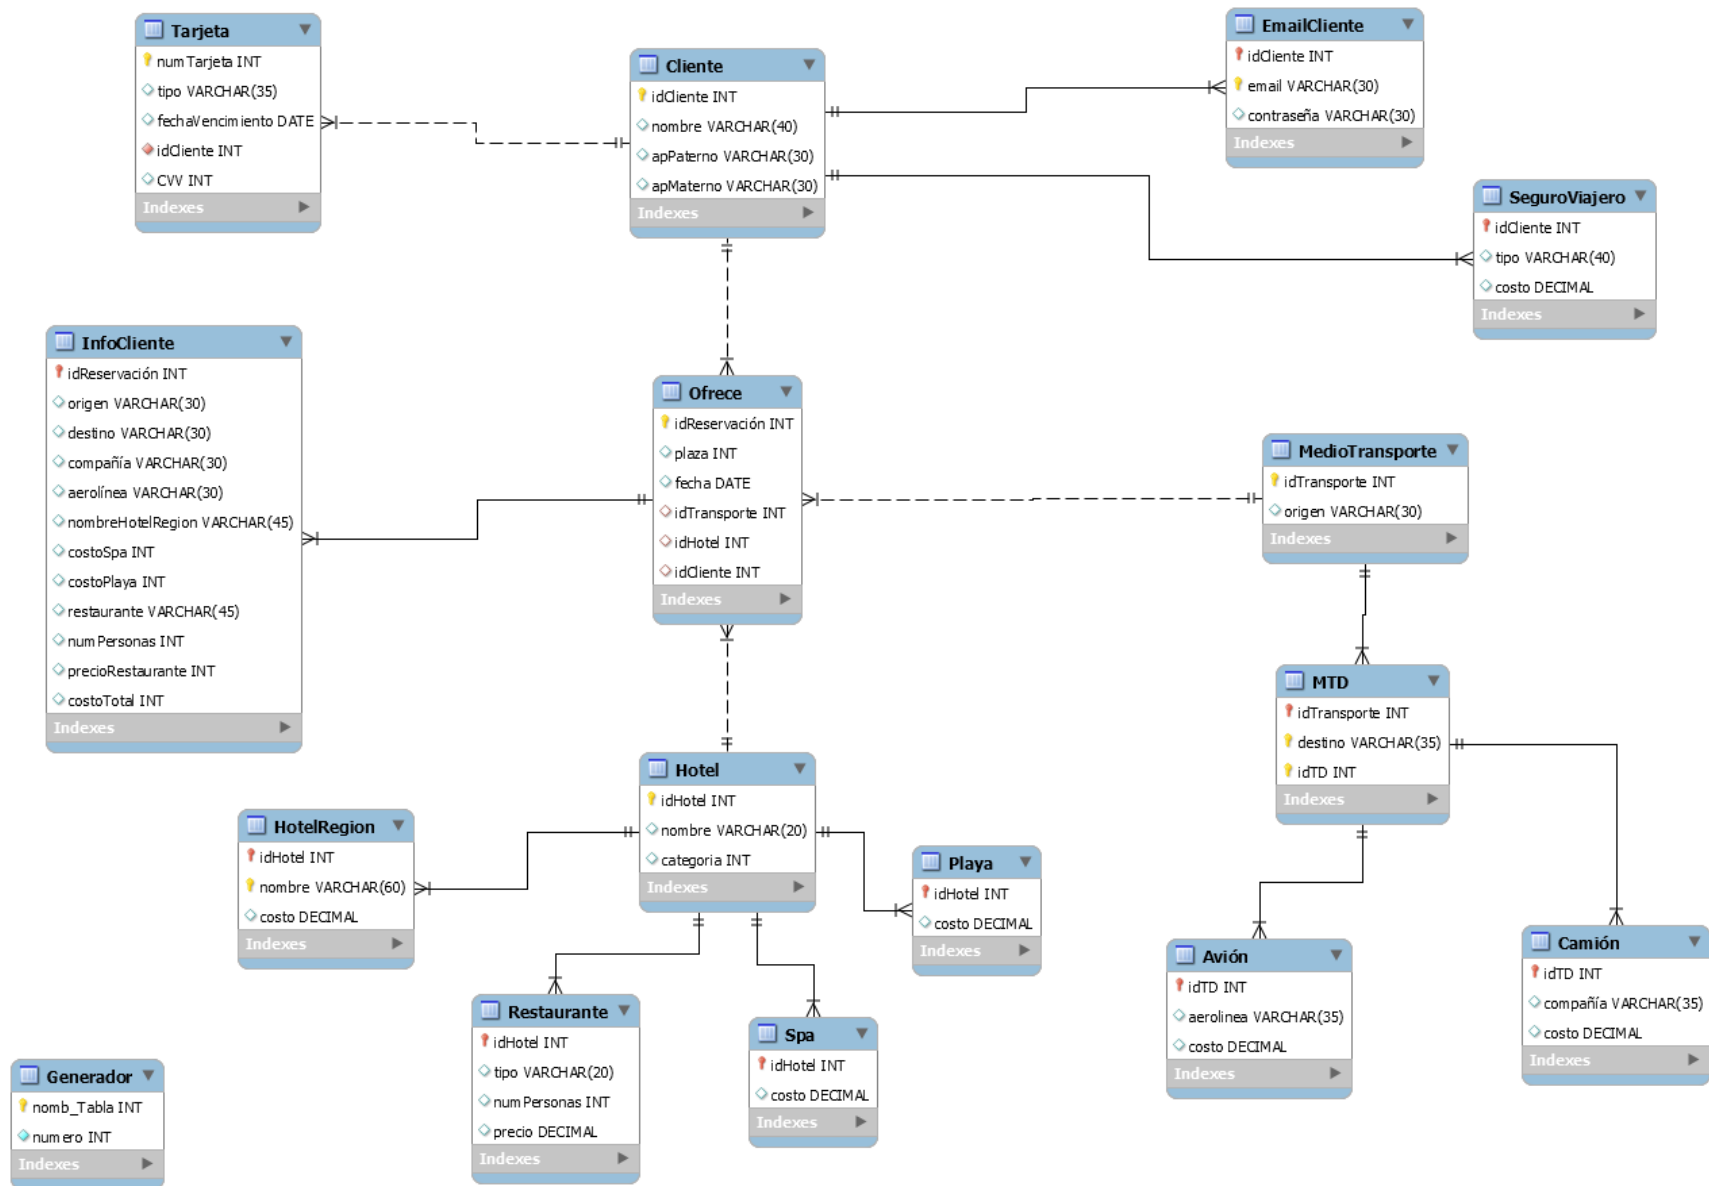 Tarjeta
numTarjeta INT
tipo VARCHAR(35)
fechaVencimiento DATE
idCliente INT
CVV INT
Indexes
Cliente
idCliente INT
nombre VARCHAR(40)
apPaterno VARCHAR(30)
apMaterno VARCHAR(30)
Indexes
EmailCliente
idCliente INT
email VARCHAR(30)
contraseña VARCHAR(30)
Indexes
SeguroViajero
idCliente INT
tipo VARCHAR(40)
costo DECIMAL
Indexes
InfoCliente
idReservación INT
origen VARCHAR(30)
destino VARCHAR(30)
compañía VARCHAR(30)
aerolínea VARCHAR(30)
nombreHotelRegion VARCHAR(45)
costoSpa INT
costoPlaya INT
restaurante VARCHAR(45)
numPersonas INT
precioRestaurante INT
costoTotal INT
Indexes
Ofrece
idReservación INT
plaza INT
fecha DATE
idTransporte INT
idHotel INT
idCliente INT
Indexes
MedioTransporte
idTransporte INT
origen VARCHAR(30)
Indexes
MTD
idTransporte INT
destino VARCHAR(35)
idTD INT
Indexes
Hotel
idHotel INT
nombre VARCHAR(20)
categoria INT
Indexes
HotelRegion
idHotel INT
nombre VARCHAR(60)
costo DECIMAL
Indexes
Playa
idHotel INT
costo DECIMAL
Indexes
Avión
idTD INT
aerolinea VARCHAR(35)
costo DECIMAL
Indexes
Camión
idTD INT
compañía VARCHAR(35)
costo DECIMAL
Indexes
Restaurante
idHotel INT
tipo VARCHAR(20)
numPersonas INT
precio DECIMAL
Indexes
Spa
idHotel INT
costo DECIMAL
Indexes
Generador
nomb_Tabla INT
numero INT
Indexes